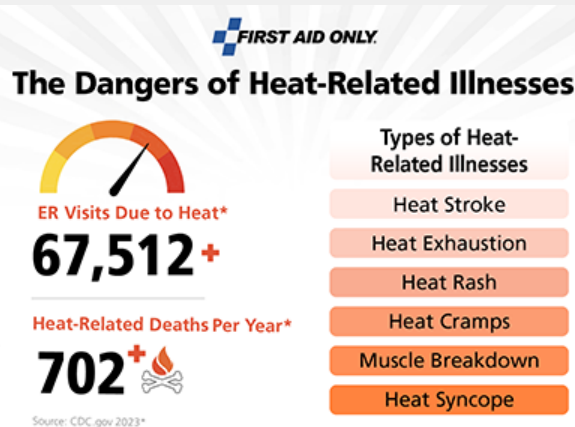 FIRST AID ONLY.
The Dangers of Heat-Related Illnesses
ER Visits Due to Heat*
67,512+
Heat-Related Deaths Per Year*
702+
Source: CDC.gov 2023*
Types of Heat-
Related Illnesses
Heat Stroke
Heat Exhaustion
Heat Rash
Heat Cramps
Muscle Breakdown
Heat Syncope